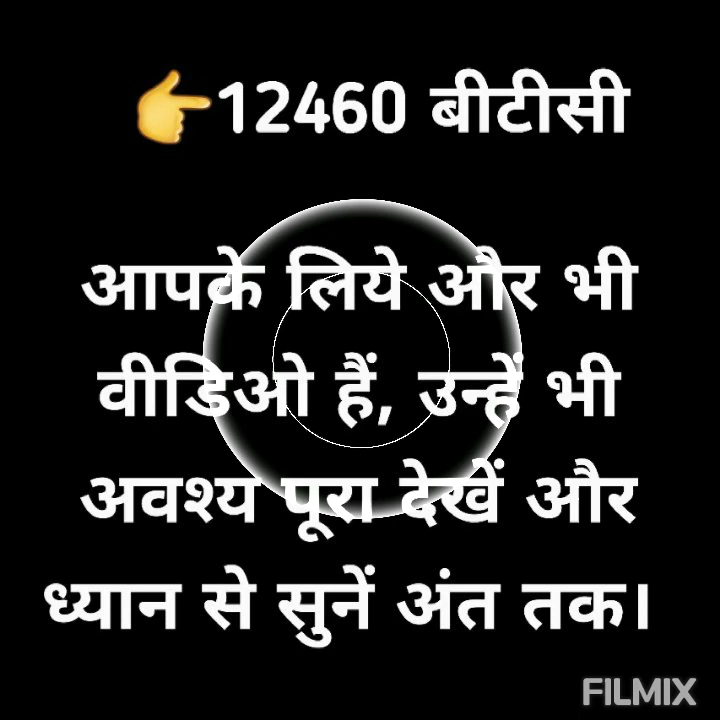 👉12460 बीटीसी
आपके लिये और भी
वीडिओ हैं, उन्हें भी
अवश्य पूरा देखें और
ध्यान से सुनें अंत तक।
FILMIX